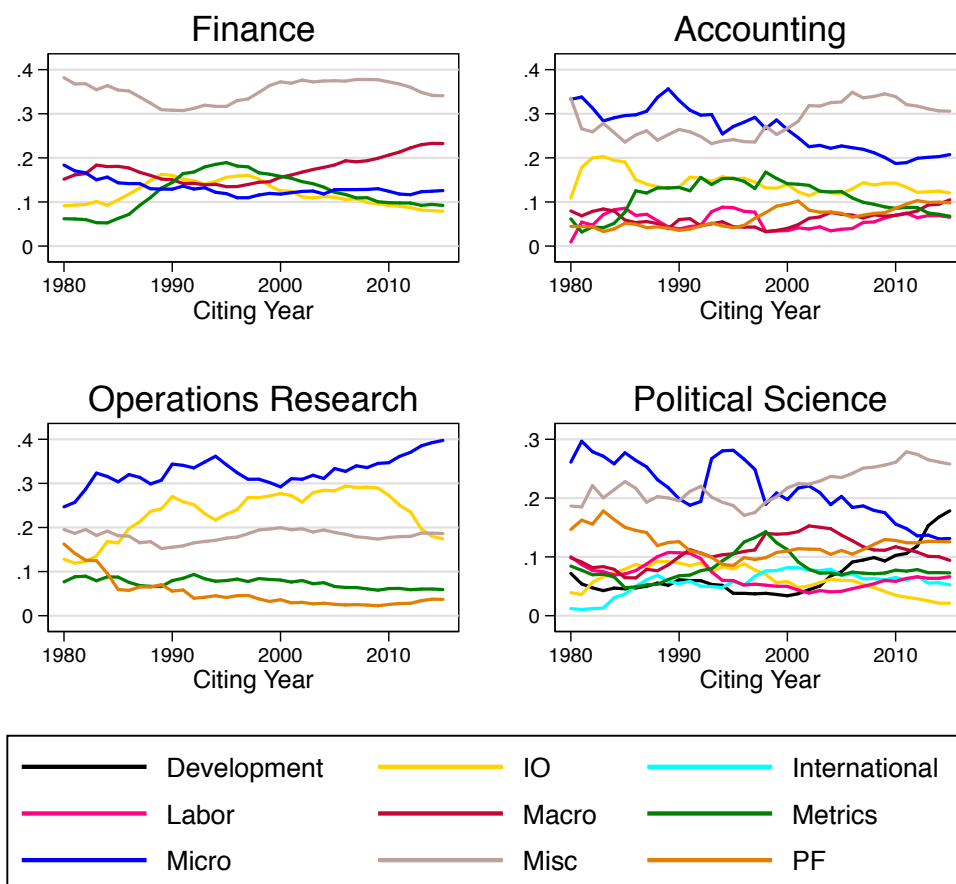 Finance
.4
.3
.2
.1
0
1980 1990 2000 2010
Citing Year
Accounting
.4
.3
.2
.1
0
1980 1990 2000 2010
Citing Year
Operations Research
.4
.3
.2
.1
0
1980 1990 2000 2010
Citing Year
Political Science
.3
.2
.1
0
1980 1990 2000 2010
Citing Year
Development IO International
Labor Macro Metrics
Micro Misc PF